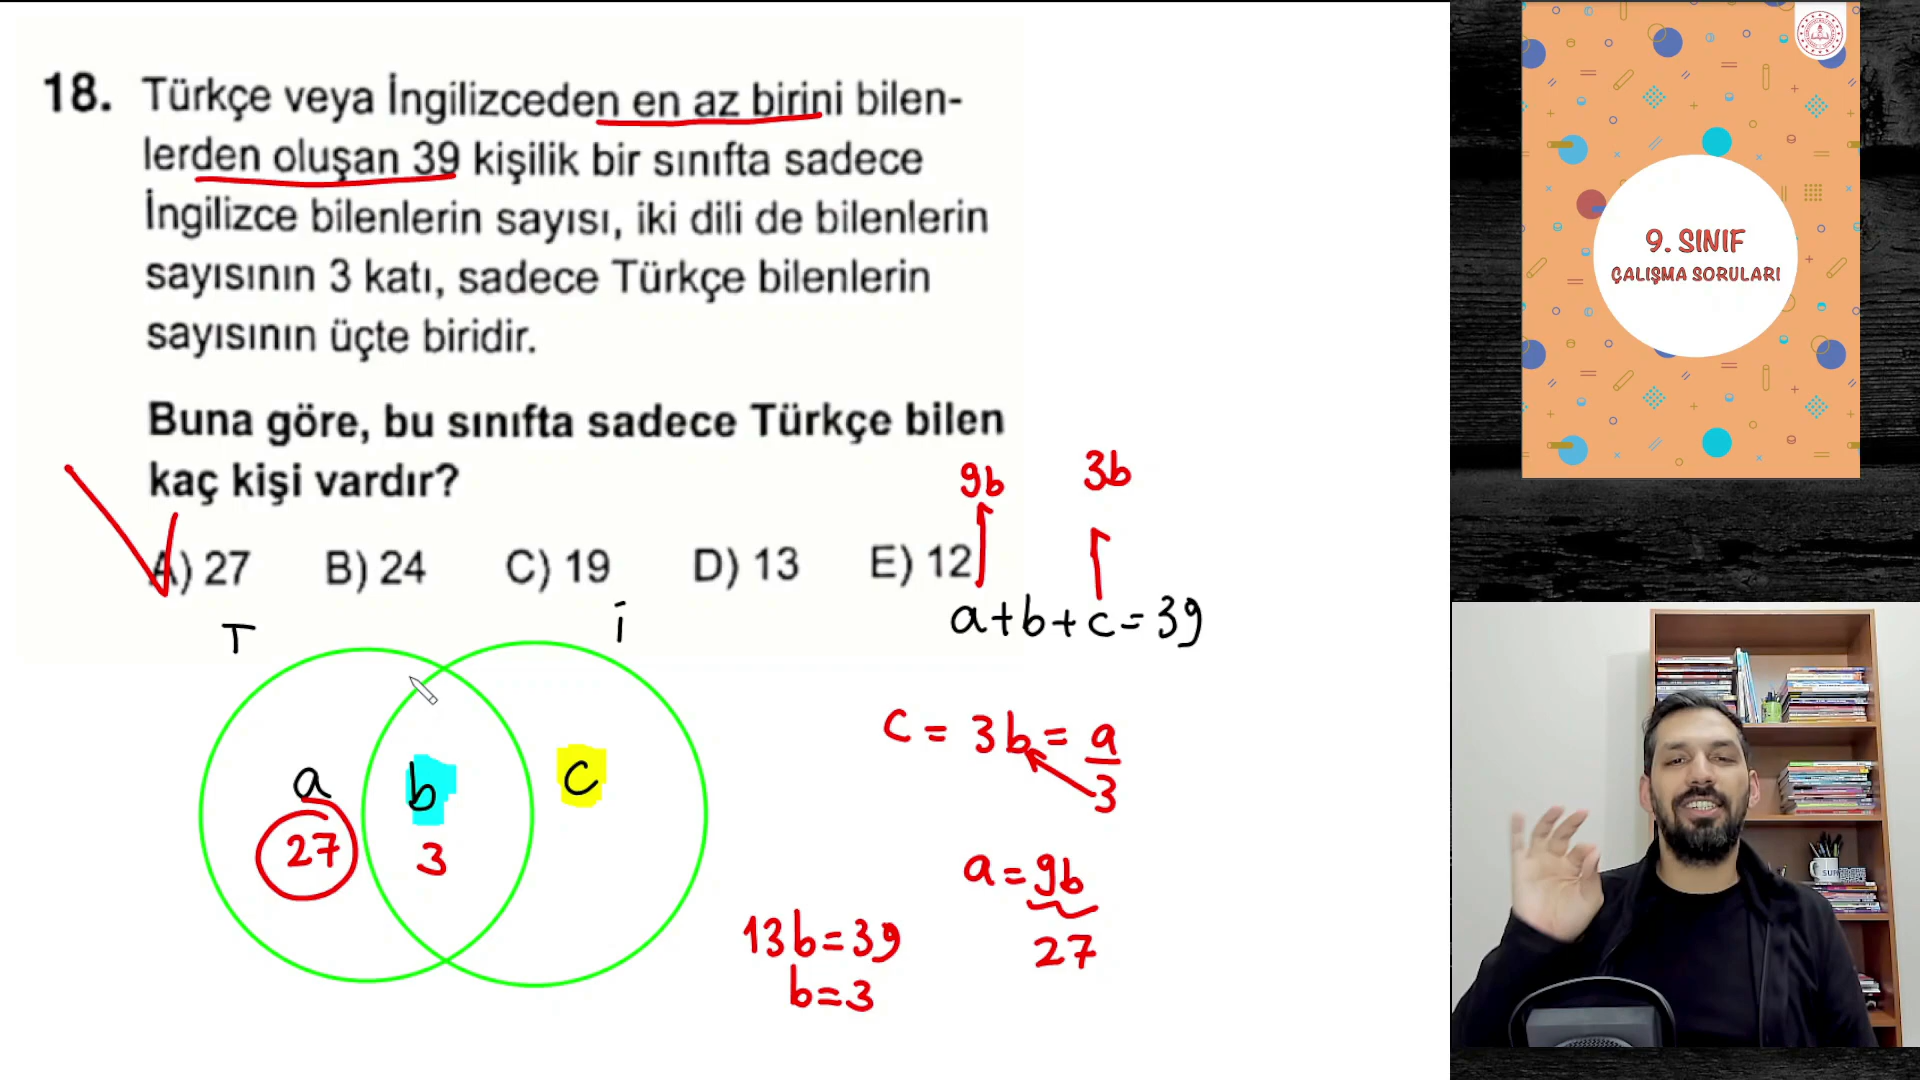 18. Türkçe veya İngilizceden en az birini bilen-
lerden oluşan 39 kişilik bir sınıfta sadece
İngilizce bilenlerin sayısı, iki dili de bilenlerin
sayısının 3 katı, sadece Türkçe bilenlerin
sayısının üçte biridir.
Buna göre, bu sınıfta sadece Türkçe bilen
kaç kişi vardır?
A) 27 B) 24 C) 19 D) 13 E) 12
9b 3b
a+b+c=39
T İ
a b c
27 3
c = 3b = a
3
a=9b
27
13b=39
b=3
9. SINIF
ÇALIŞMA SORULARI